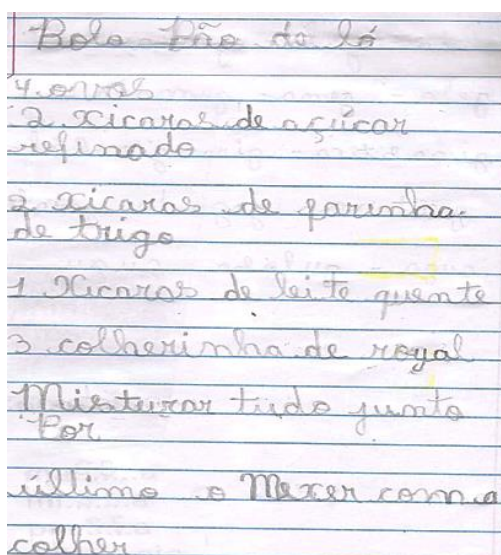 Bolo Pão do ló
4 ovos
2 xicaras de açúcar
refinado
2 xicaras de farinha
de trigo
1 Xicaras de leite quente
3 colherinha de royal
Misturar tudo junto
Por
último o Mexer com a
colher